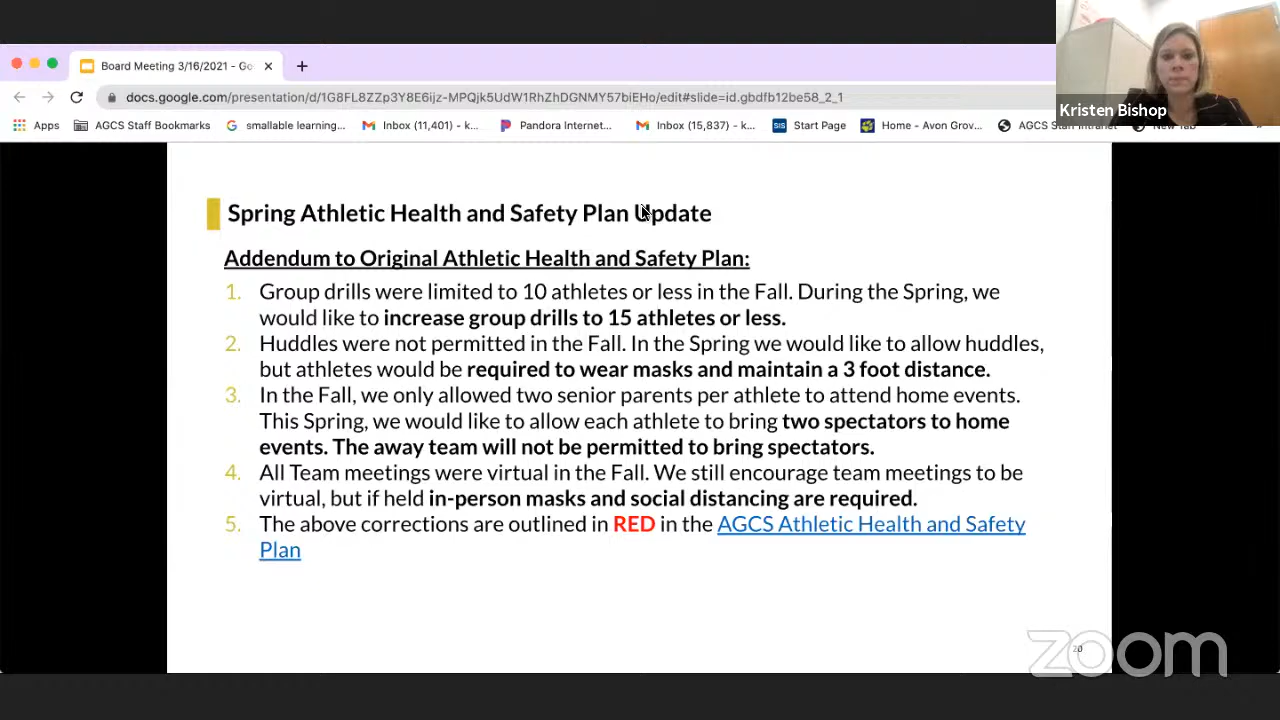 Board Meeting 3/16/2021 - Go
docs.google.com/presentation/d/1G8FL8ZZp3Y8E6ijz-MPQjk5UdW1RhZhDGNMY57biEHo/edit#slide=id.gbdfb12be58_2_1
Kristen Bishop
Apps AGCS Staff Bookmarks smallable learning... Inbox (11,401) – k... Pandora Internet... Inbox (15,837) – k... SIS Start Page Home - Avon Grov... AGCS Staff Intranet New Tab
Spring Athletic Health and Safety Plan Update
Addendum to Original Athletic Health and Safety Plan:
1. Group drills were limited to 10 athletes or less in the Fall. During the Spring, we
would like to increase group drills to 15 athletes or less.
2. Huddles were not permitted in the Fall. In the Spring we would like to allow huddles,
but athletes would be required to wear masks and maintain a 3 foot distance.
3. In the Fall, we only allowed two senior parents per athlete to attend home events.
This Spring, we would like to allow each athlete to bring two spectators to home
events. The away team will not be permitted to bring spectators.
4. All Team meetings were virtual in the Fall. We still encourage team meetings to be
virtual, but if held in-person masks and social distancing are required.
5. The above corrections are outlined in RED in the AGCS Athletic Health and Safety
Plan
20
zoom